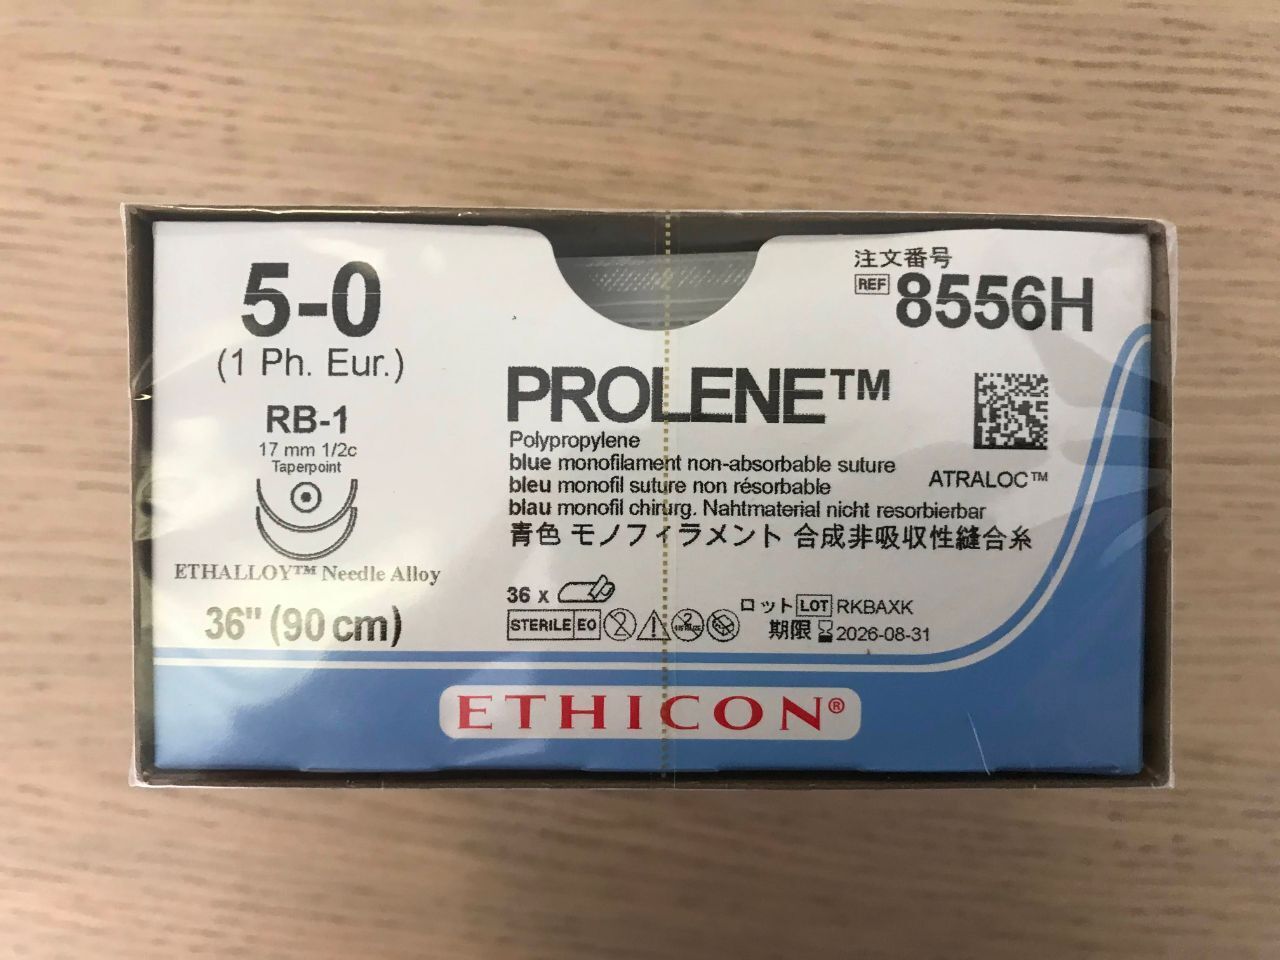 5-0
(1 Ph. Eur.)
RB-1
17 mm 1/2c
Taperpoint
ETHALLOY™ Needle Alloy
36" (90 cm)
注文番号
REF 8556H
PROLENE™
Polypropylene
blue monofilament non-absorbable suture
bleu monofil suture non résorbable
blau monofil chirurg. Nahtmaterial nicht resorbierbar
青色 モノフィラメント 合成非吸収性縫合糸
ATRALOC™
36 x
STERILE EO
ロット LOT RKBAXK
期限 2026-08-31
ETHICON®